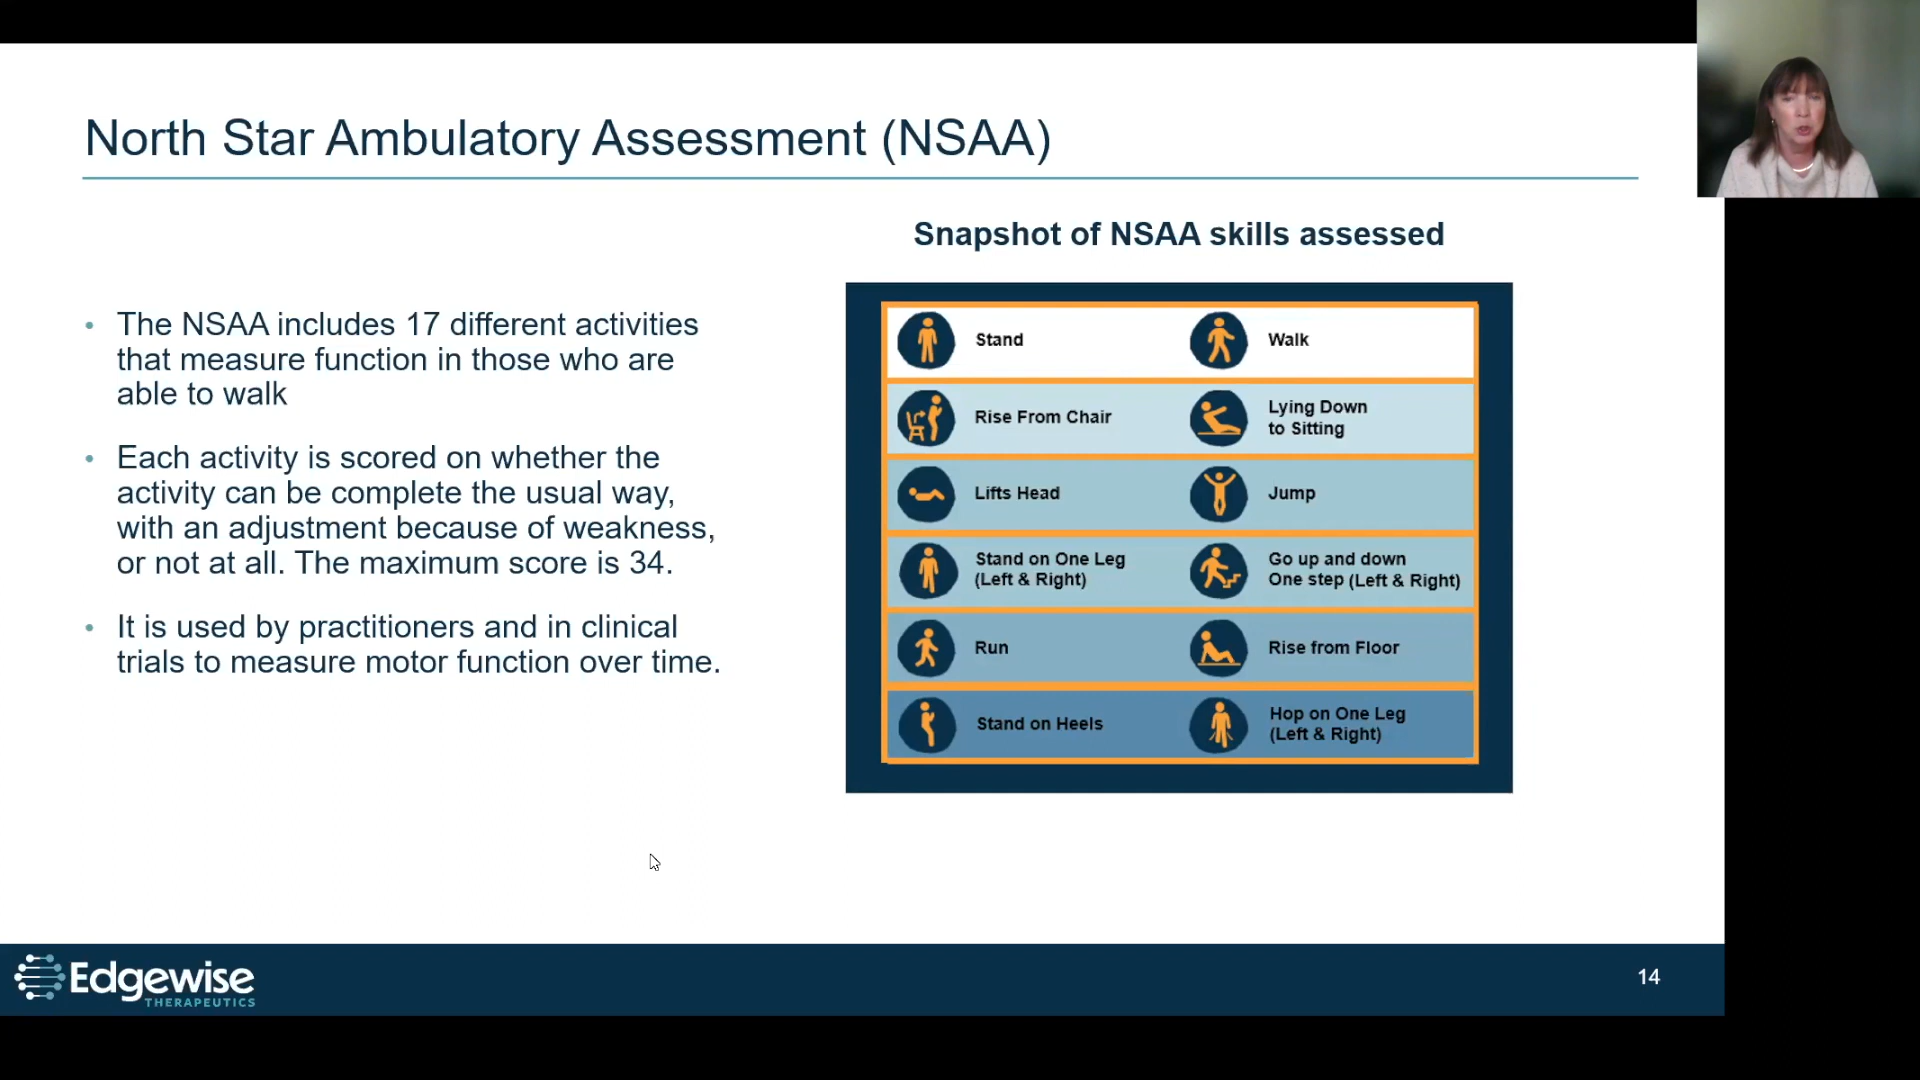 North Star Ambulatory Assessment (NSAA)
• The NSAA includes 17 different activities
that measure function in those who are
able to walk
• Each activity is scored on whether the
activity can be complete the usual way,
with an adjustment because of weakness,
or not at all. The maximum score is 34.
• It is used by practitioners and in clinical
trials to measure motor function over time.
Snapshot of NSAA skills assessed
Stand
Walk
Rise From Chair
Lying Down
to Sitting
Lifts Head
Jump
Stand on One Leg
(Left & Right)
Go up and down
One step (Left & Right)
Run
Rise from Floor
Stand on Heels
Hop on One Leg
(Left & Right)
Edgewise
THERAPEUTICS
14